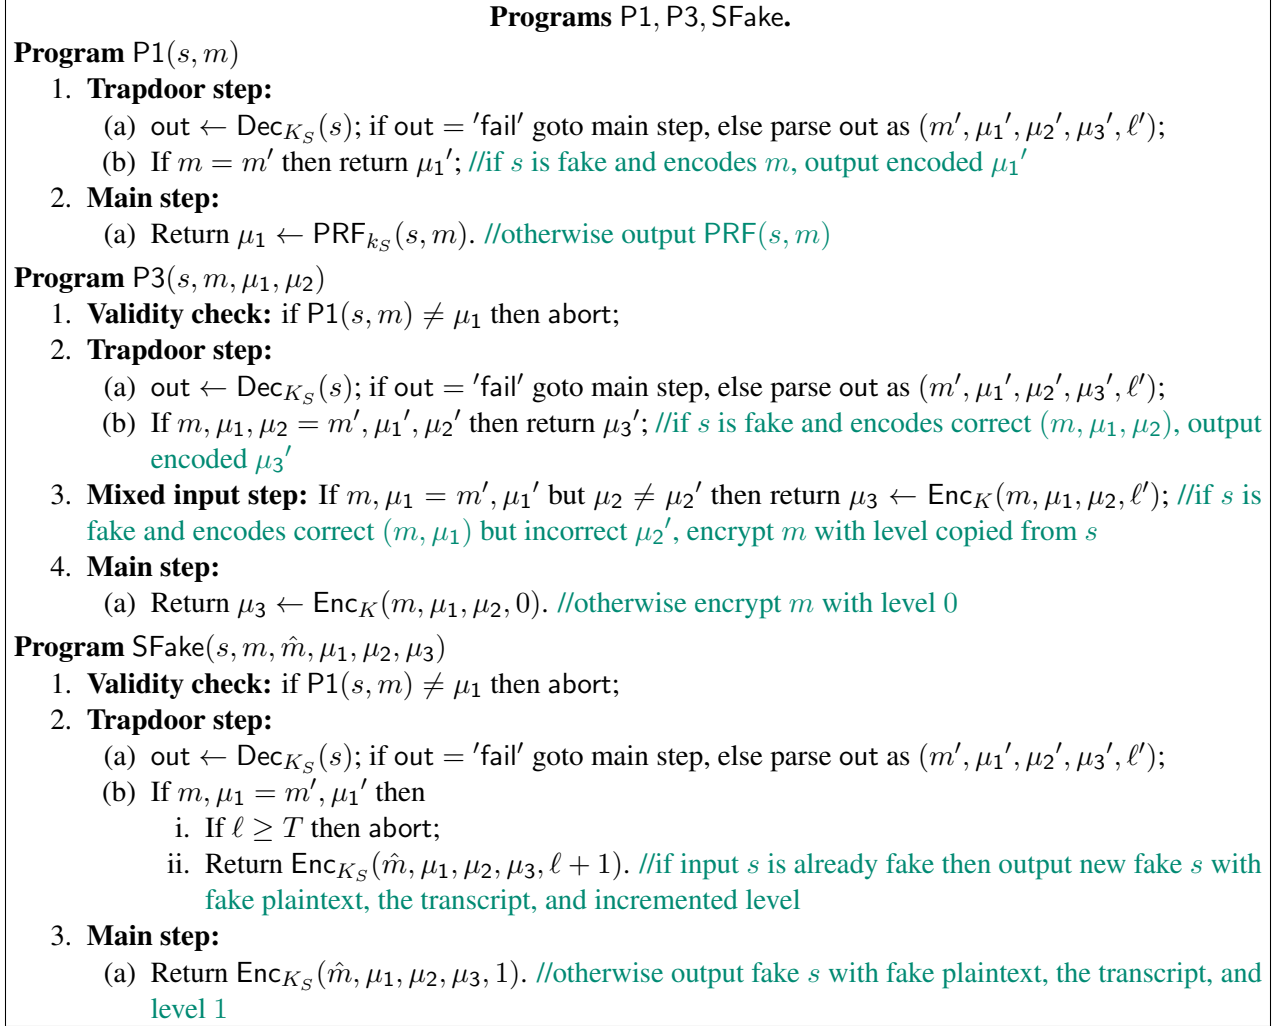 Programs P1, P3, SFake.
Program P1(s, m)
1. Trapdoor step:
(a) out ← Dec_{K_S}(s); if out = ′fail′ goto main step, else parse out as (m′, μ₁′, μ₂′, μ₃′, ℓ′);
(b) If m = m′ then return μ₁′; //if s is fake and encodes m, output encoded μ₁′
2. Main step:
(a) Return μ₁ ← PRF_{k_S}(s, m). //otherwise output PRF(s, m)
Program P3(s, m, μ₁, μ₂)
1. Validity check: if P1(s, m) ≠ μ₁ then abort;
2. Trapdoor step:
(a) out ← Dec_{K_S}(s); if out = ′fail′ goto main step, else parse out as (m′, μ₁′, μ₂′, μ₃′, ℓ′);
(b) If m, μ₁, μ₂ = m′, μ₁′, μ₂′ then return μ₃′; //if s is fake and encodes correct (m, μ₁, μ₂), output
encoded μ₃′
3. Mixed input step: If m, μ₁ = m′, μ₁′ but μ₂ ≠ μ₂′ then return μ₃ ← Enc_K(m, μ₁, μ₂, ℓ′); //if s is
fake and encodes correct (m, μ₁) but incorrect μ₂′, encrypt m with level copied from s
4. Main step:
(a) Return μ₃ ← Enc_K(m, μ₁, μ₂, 0). //otherwise encrypt m with level 0
Program SFake(s, m, m̂, μ₁, μ₂, μ₃)
1. Validity check: if P1(s, m) ≠ μ₁ then abort;
2. Trapdoor step:
(a) out ← Dec_{K_S}(s); if out = ′fail′ goto main step, else parse out as (m′, μ₁′, μ₂′, μ₃′, ℓ′);
(b) If m, μ₁ = m′, μ₁′ then
i. If ℓ ≥ T then abort;
ii. Return Enc_{K_S}(m̂, μ₁, μ₂, μ₃, ℓ + 1). //if input s is already fake then output new fake s with
fake plaintext, the transcript, and incremented level
3. Main step:
(a) Return Enc_{K_S}(m̂, μ₁, μ₂, μ₃, 1). //otherwise output fake s with fake plaintext, the transcript, and
level 1